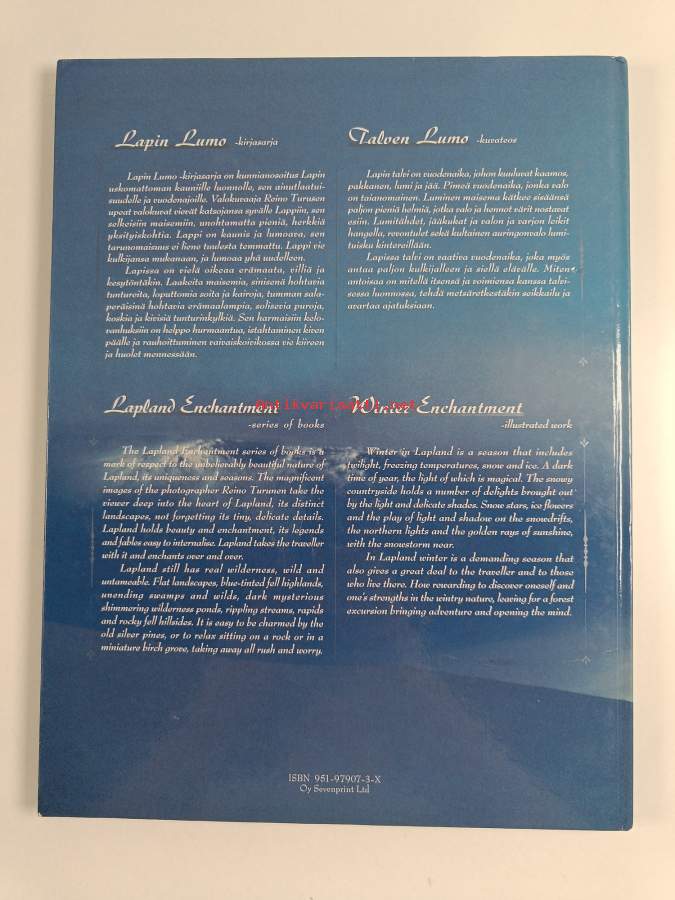 Lapin Lumo -kirjasarja
Lapin Lumo -kirjasarja on kunnianosoitus Lapin
uskomattoman kauniille luonnolle, sen ainutlaatui-
suudelle ja vuodenajoille. Valokuvaaja Reino Turusen
upeat valokuvat vievät katsojansa syvälle Lappiin, sen
selkeisiin maisemiin, unohtamatta pieniä, herkkiä
yksityiskohtia. Lappi on kaunis ja lumoava, sen
tarunomaisuus ei liene tuulesta temmattu. Lappi vie
kulkijansa mukanaan, ja lumoaa yhä uudelleen.
Lapissa on vielä oikeaa erämaata, villiä ja
kesytöntäkin. Laakeita maisemia, sinisenä hohtavia
tuntureita, loputtomia soita ja kairoja, tumman sala-
peräisinä hohtavia erämaalampia, solisevia puroja,
koskia ja kivisiä tunturinkylkiä. Sen harmaisiin kelo-
vanhuksiin on helppo hurmaantua, istahtaminen kiven
päälle ja rauhoittuminen vaivaiskoivikossa vie kiireen
ja huolet mennessään.
Talven Lumo -kuvateos
Lapin talvi on vuodenaika, johon kuuluvat kaamos,
pakkanen, lumi ja jää. Pimeä vuodenaika, jonka valo
on taianomainen. Luminen maisema kätkee sisäänsä
paljon pieniä helmiä, jotka valo ja hennot värit nostavat
esiin. Lumitähdet, jääkukat ja valon ja varjon leikit
hangella, revontulet sekä kultainen auringonvalo lumi-
tuisku kintereillään.
Lapissa talvi on vaativa vuodenaika, joka myös
antaa paljon kulkijalleen ja siellä elävälle. Miten
antoisaa on mitellä itsensä ja voimiensa kanssa talvi-
sessa luonnossa, tehdä metsäretkestäkin seikkailu ja
avartaa ajatuksiaan.
Lapland Enchantment
-series of books
The Lapland Enchantment series of books is a
mark of respect to the unbelievably beautiful nature of
Lapland, its uniqueness and seasons. The magnificent
images of the photographer Reino Turunen take the
viewer deep into the heart of Lapland, its distinct
landscapes, not forgetting its tiny, delicate details.
Lapland holds beauty and enchantment, its legends
and fables easy to internalise. Lapland takes the traveller
with it and enchants over and over.
Lapland still has real wilderness, wild and
untameable. Flat landscapes, blue-tinted fell highlands,
unending swamps and wilds, dark mysterious
shimmering wilderness ponds, rippling streams, rapids
and rocky fell hillsides. It is easy to be charmed by the
old silver pines, or to relax sitting on a rock or in a
miniature birch grove, taking away all rush and worry.
Winter Enchantment
-illustrated work
Winter in Lapland is a season that includes
twilight, freezing temperatures, snow and ice. A dark
time of year, the light of which is magical. The snowy
countryside holds a number of delights brought out
by the light and delicate shades. Snow stars, ice flowers
and the play of light and shadow on the snowdrifts,
the northern lights and the golden rays of sunshine,
with the snowstorm near.
In Lapland winter is a demanding season that
also gives a great deal to the traveller and to those
who live there. How rewarding to discover oneself and
one's strengths in the wintry nature, leaving for a forest
excursion bringing adventure and opening the mind.
ISBN 951-97907-3-X
Oy Sevenprint Ltd